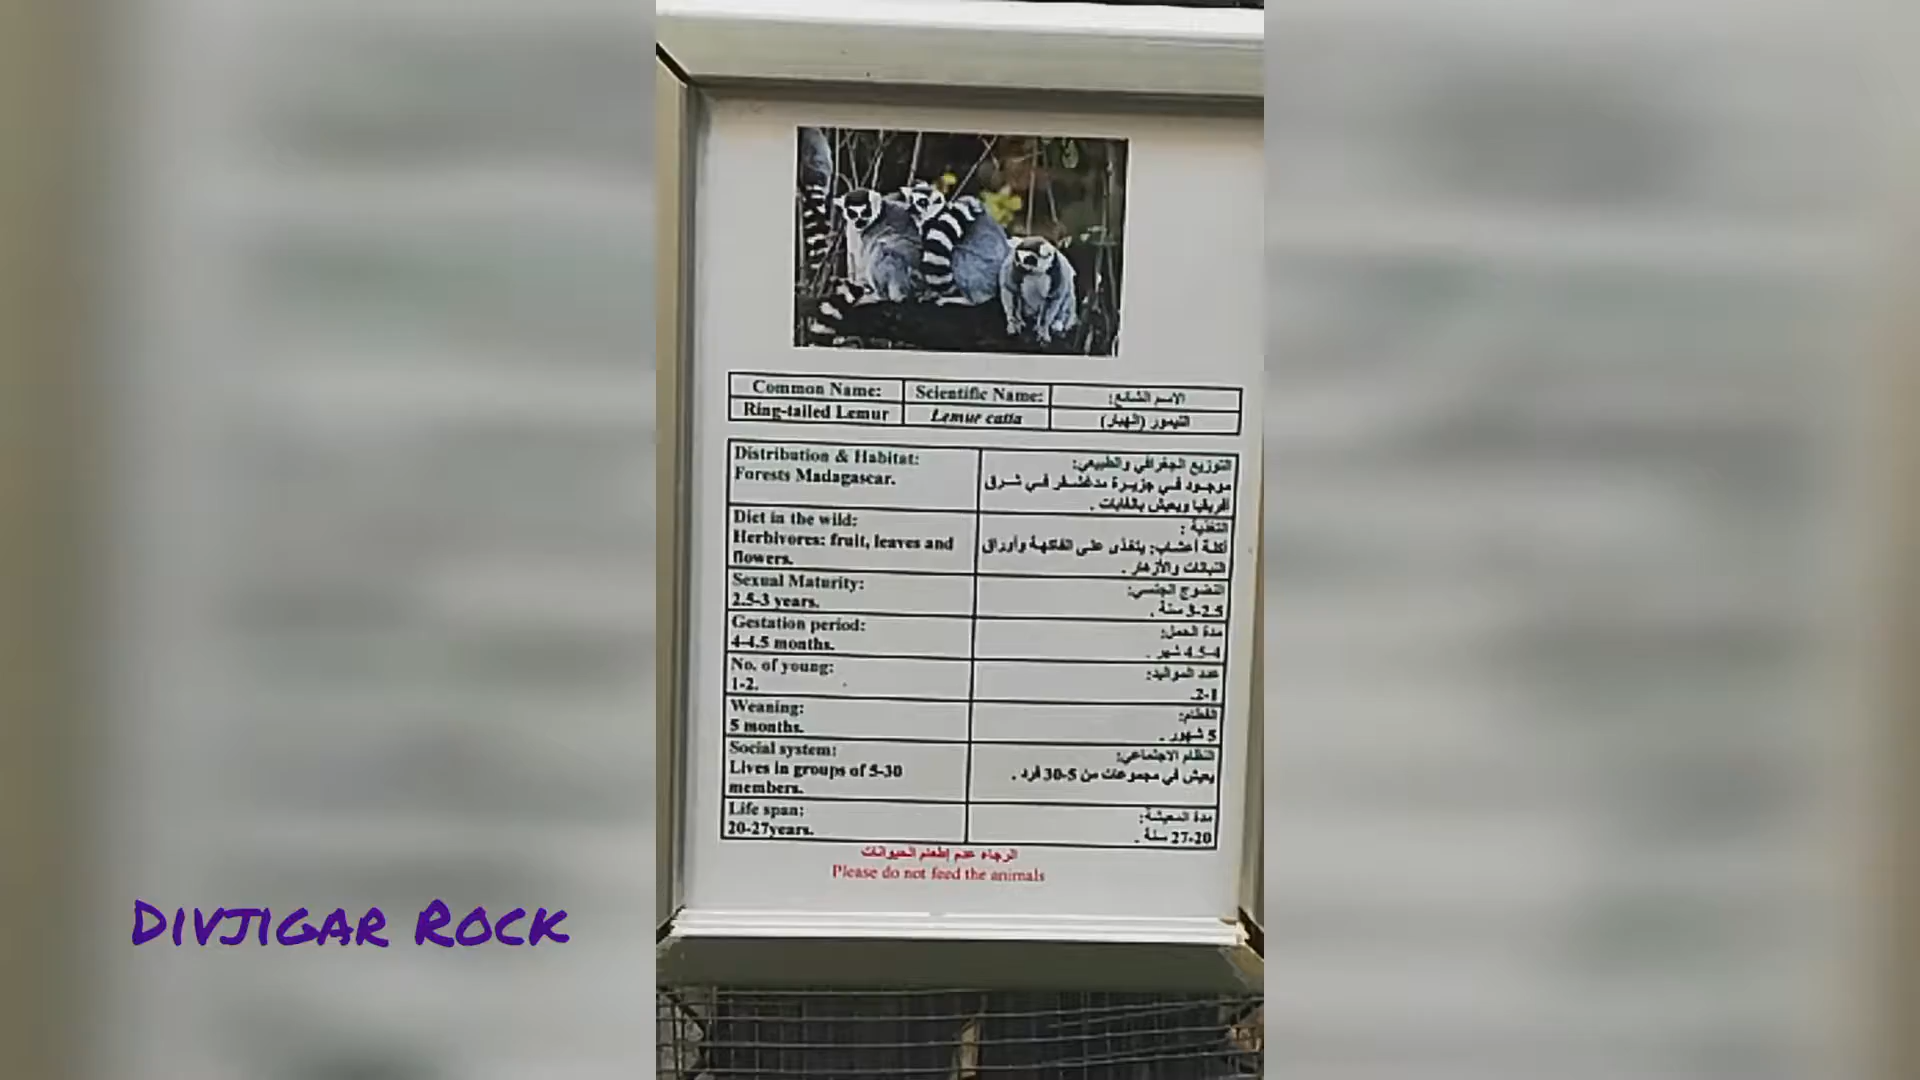 Common Name:
Scientific Name:
الاسم الشائع:
Ring-tailed Lemur
Lemur catta
الليمور (الهبار)
Distribution & Habitat:
Forests Madagascar.
التوزيع الجغرافي والطبيعي:
موجود في جزيرة مدغشقر في شرق
أفريقيا ويعيش بالغابات .
Diet in the wild:
Herbivores: fruit, leaves and
flowers.
التغذية :
أكلة أعشاب: يتغذى على الفاكهة وأوراق
النباتات والأزهار .
Sexual Maturity:
2.5-3 years.
النضوج الجنسي:
3-2.5 سنة .
Gestation period:
4-4.5 months.
مدة الحمل:
4.5-4 شهر .
No. of young:
1-2.
عدد المواليد:
2-1.
Weaning:
5 months.
الفطام:
5 شهور .
Social system:
Lives in groups of 5-30
members.
النظام الاجتماعي:
يعيش في مجموعات من 5-30 فرد .
Life span:
20-27years.
مدة المعيشة:
27-20 سنة .
الرجاء عدم إطعام الحيوانات
Please do not feed the animals
Divjigar Rock